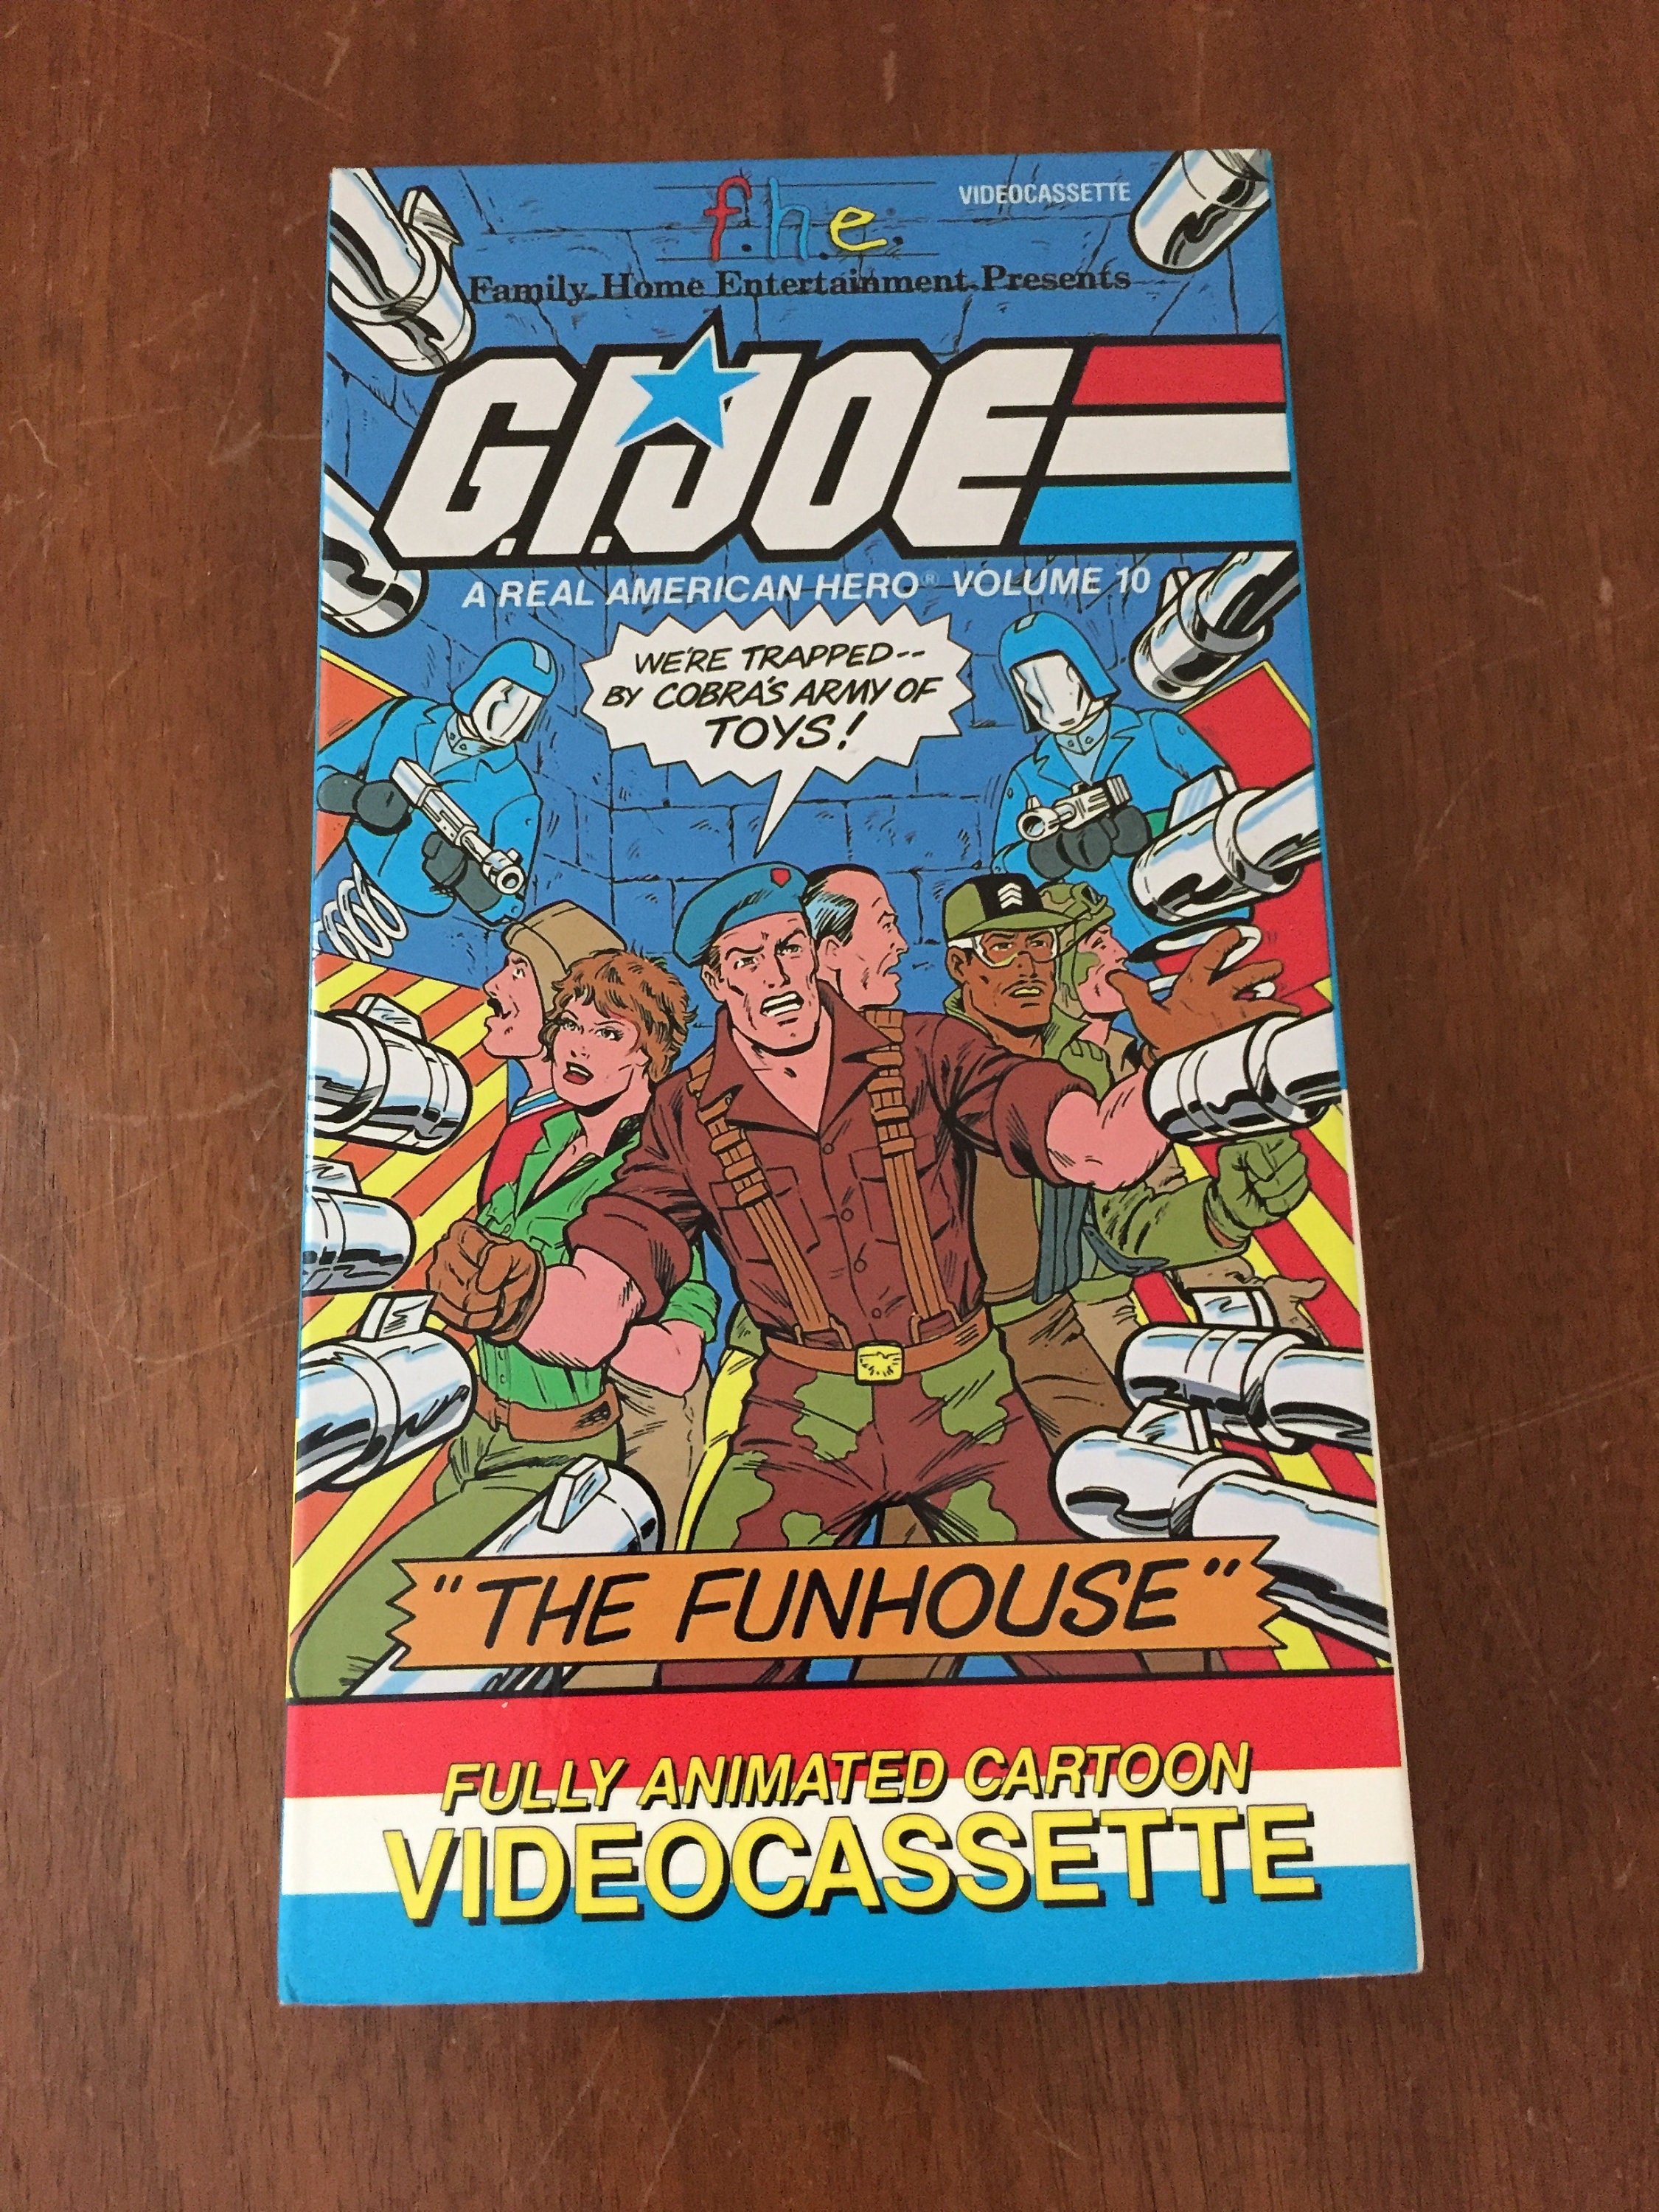 f.h.e.®
VIDEOCASSETTE
Family Home Entertainment Presents
G.I. JOE
A REAL AMERICAN HERO® VOLUME 10
WE'RE TRAPPED--
BY COBRA'S ARMY OF
TOYS!
"THE FUNHOUSE"
FULLY ANIMATED CARTOON
VIDEOCASSETTE